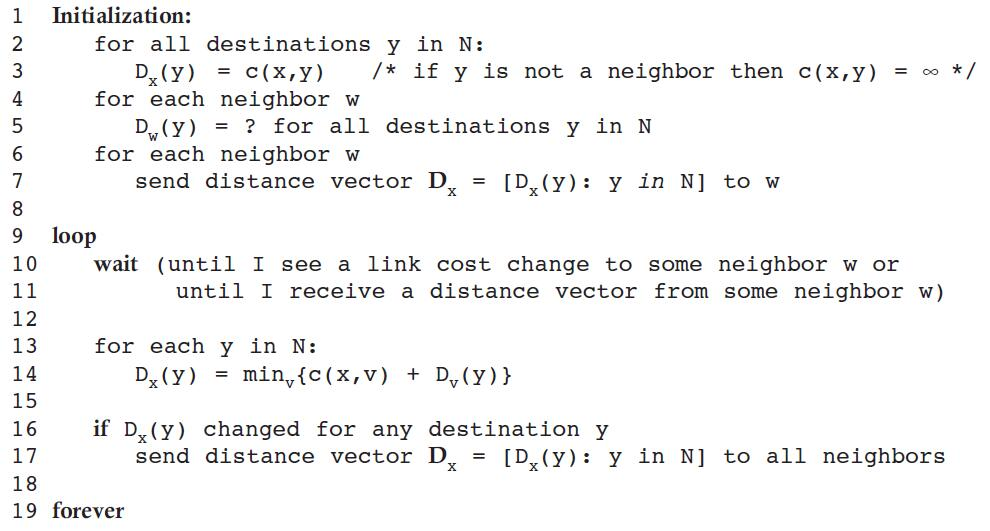 1 Initialization:
2 for all destinations y in N:
3 Dx(y) = c(x,y) /* if y is not a neighbor then c(x,y) = ∞ */
4 for each neighbor w
5 Dw(y) = ? for all destinations y in N
6 for each neighbor w
7 send distance vector Dx = [Dx(y): y in N] to w
8
9 loop
10 wait (until I see a link cost change to some neighbor w or
11 until I receive a distance vector from some neighbor w)
12
13 for each y in N:
14 Dx(y) = minv{c(x,v) + Dv(y)}
15
16 if Dx(y) changed for any destination y
17 send distance vector Dx = [Dx(y): y in N] to all neighbors
18
19 forever